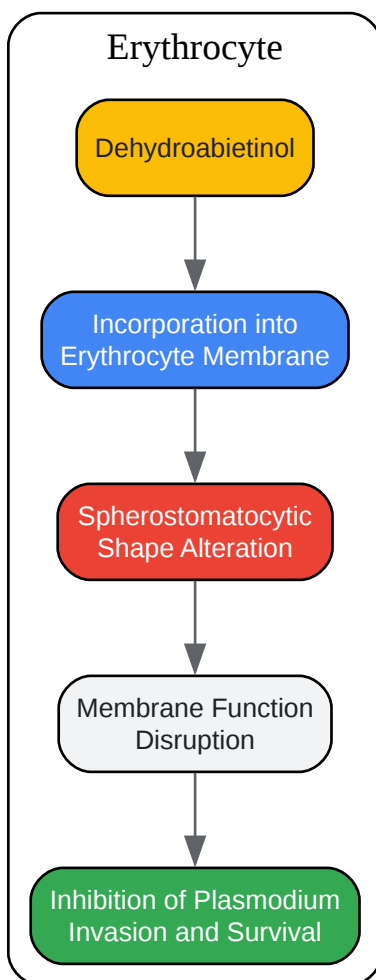 Erythrocyte
Dehydroabietinol
Incorporation into
Erythrocyte Membrane
Spherostomatocytic
Shape Alteration
Membrane Function
Disruption
Inhibition of Plasmodium
Invasion and Survival